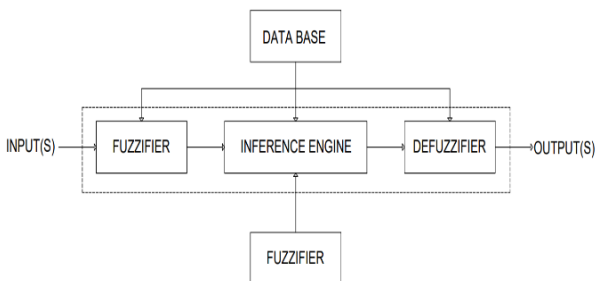 DATA BASE
INPUT(S)
FUZZIFIER
INFERENCE ENGINE
DEFUZZIFIER
OUTPUT(S)
FUZZIFIER